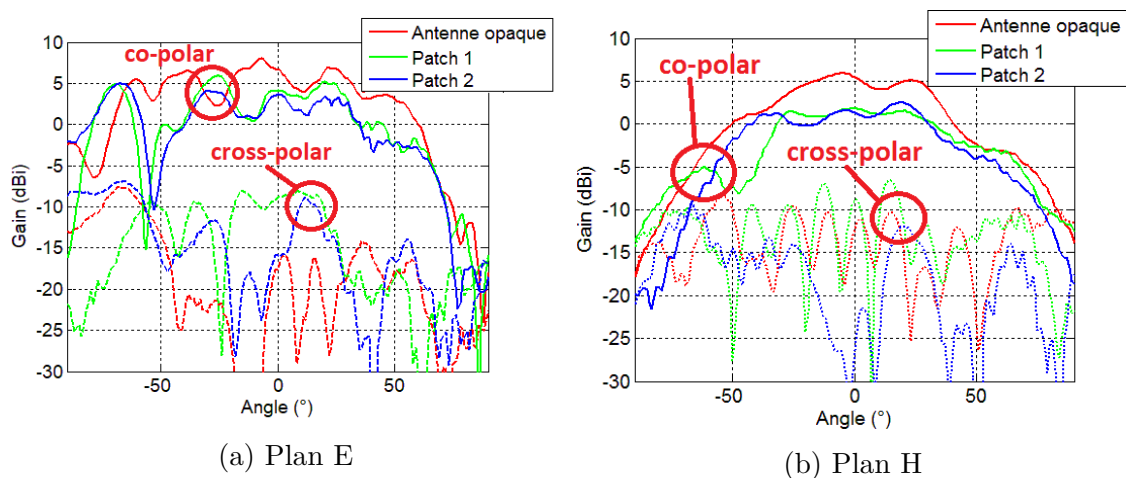 Antenne opaque
Patch 1
Patch 2
co-polar
cross-polar
10
5
0
-5
-10
-15
-20
-25
-30
Gain (dBi)
-50
0
50
Angle (°)
(a) Plan E
Antenne opaque
Patch 1
Patch 2
co-polar
cross-polar
10
5
0
-5
-10
-15
-20
-25
-30
Gain (dBi)
-50
0
50
Angle (°)
(b) Plan H